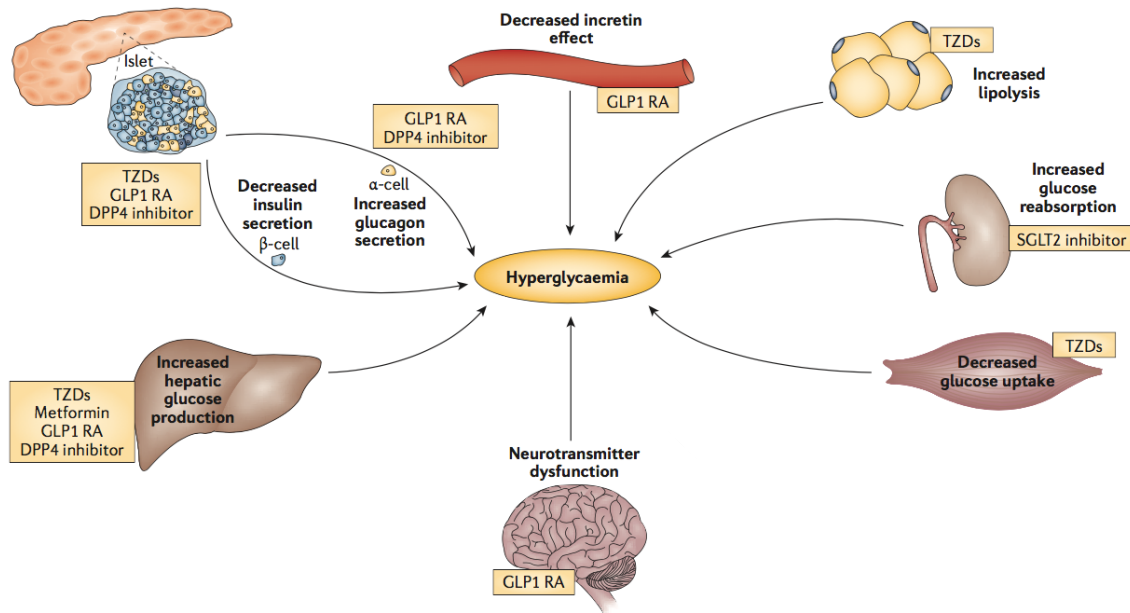 Islet
TZDs
GLP1 RA
DPP4 inhibitor
Decreased
insulin
secretion
β-cell
GLP1 RA
DPP4 inhibitor
α-cell
Increased
glucagon
secretion
Decreased incretin
effect
GLP1 RA
TZDs
Increased
lipolysis
Increased
glucose
reabsorption
SGLT2 inhibitor
Hyperglycaemia
Increased
hepatic
glucose
production
TZDs
Metformin
GLP1 RA
DPP4 inhibitor
Neurotransmitter
dysfunction
GLP1 RA
TZDs
Decreased
glucose uptake